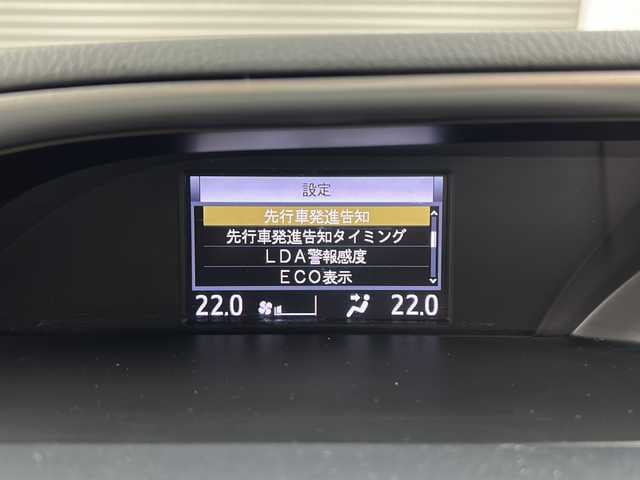 設定
先行車発進告知
先行車発進告知タイミング
LDA警報感度
ECO表示
22.0 22.0